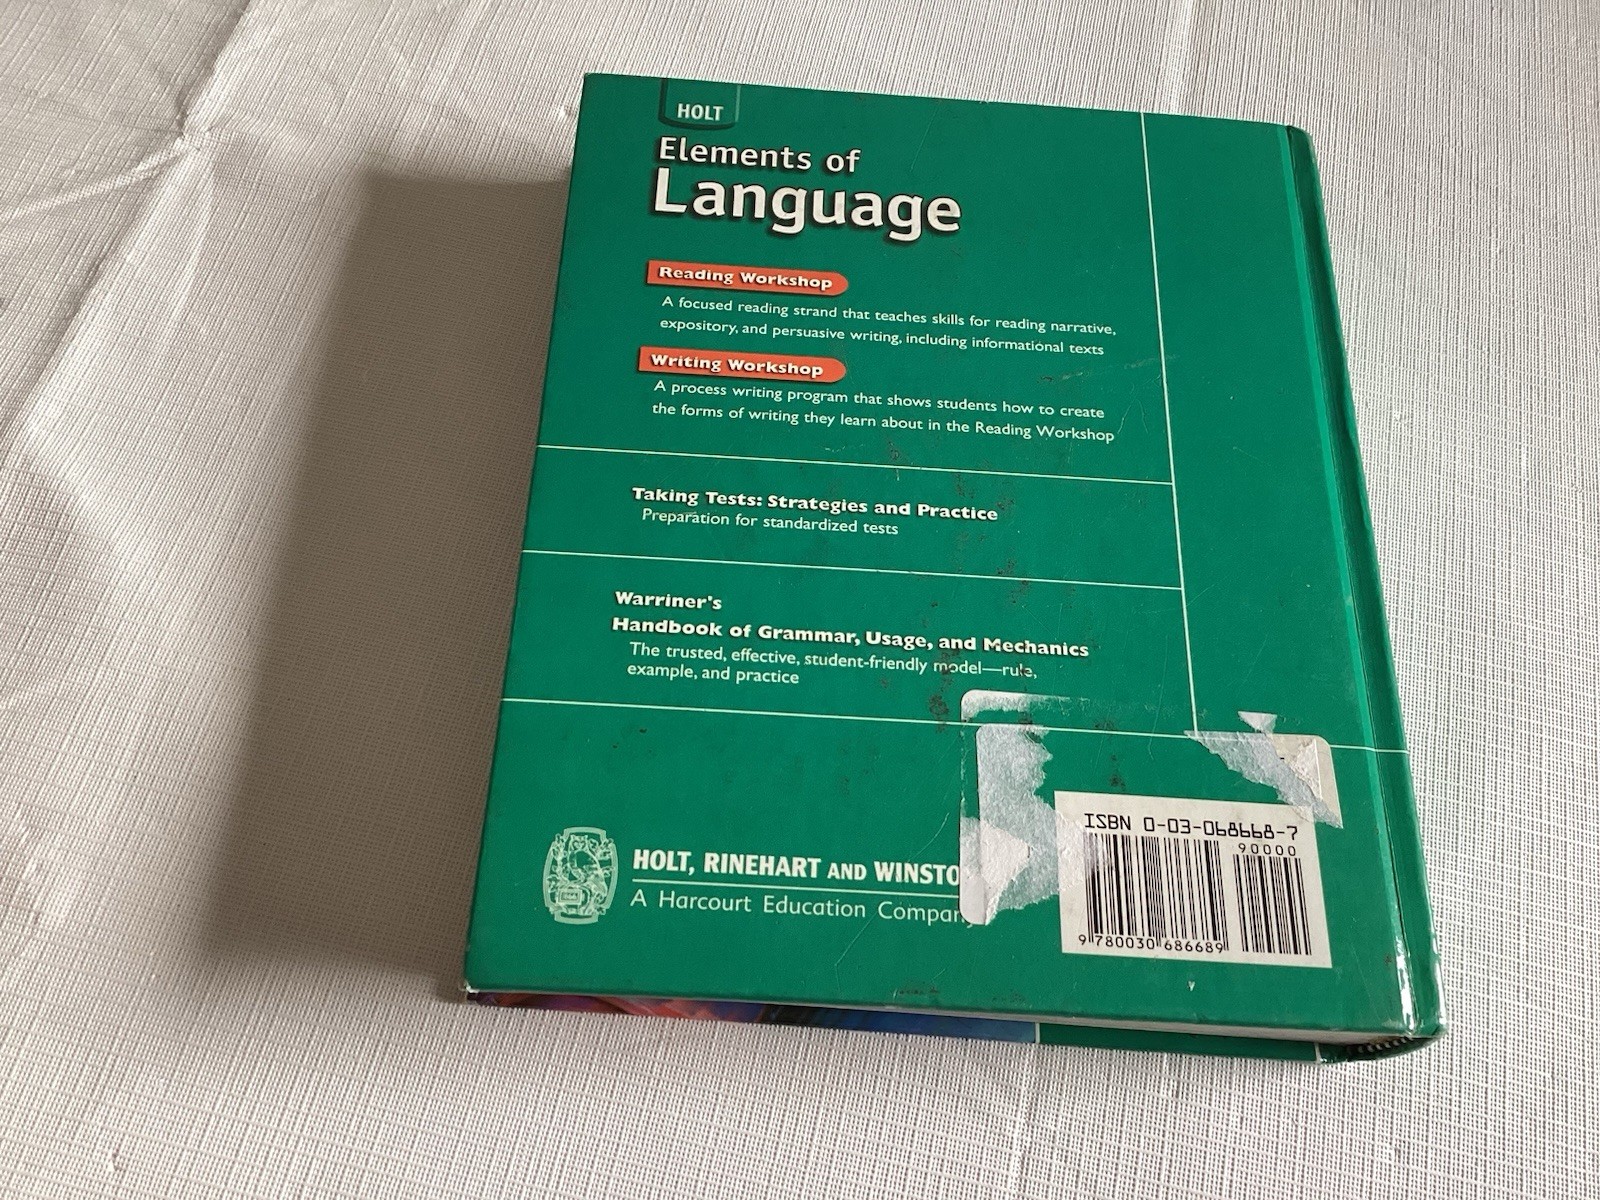 HOLT
Elements of
Language
Reading Workshop
A focused reading strand that teaches skills for reading narrative,
expository, and persuasive writing, including informational texts
Writing Workshop
A process writing program that shows students how to create
the forms of writing they learn about in the Reading Workshop
Taking Tests: Strategies and Practice
Preparation for standardized tests
Warriner's
Handbook of Grammar, Usage, and Mechanics
The trusted, effective, student-friendly model—rule,
example, and practice
HOLT, RINEHART AND WINSTO
A Harcourt Education Company
ISBN 0-03-068668-7
90000
9 780030 686689